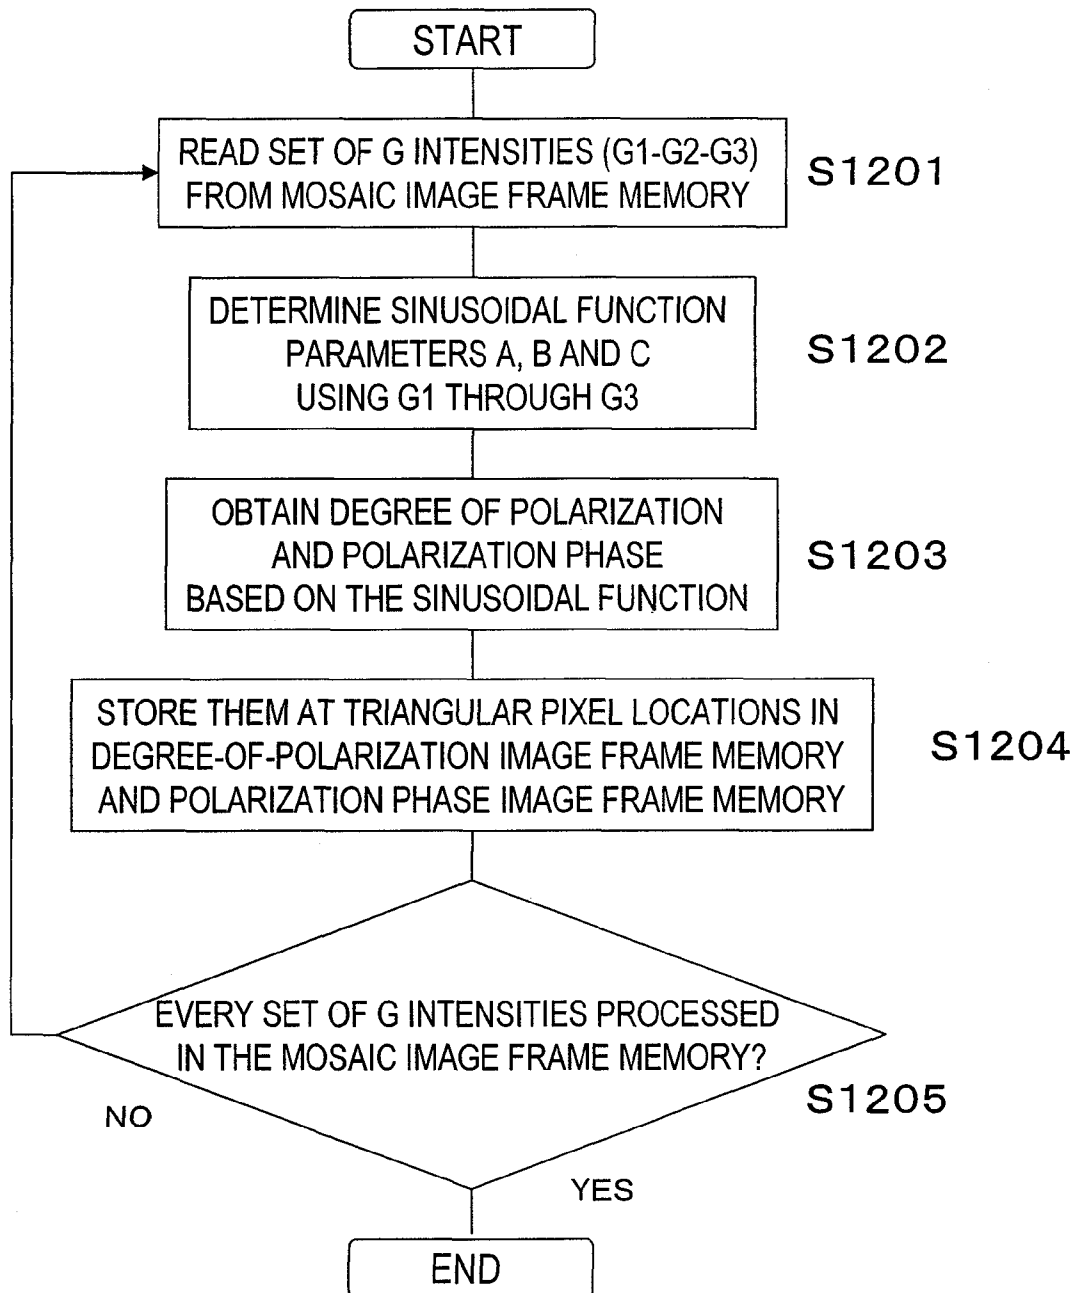 START
READ SET OF G INTENSITIES (G1-G2-G3)
FROM MOSAIC IMAGE FRAME MEMORY
S1201
DETERMINE SINUSOIDAL FUNCTION
PARAMETERS A, B AND C
USING G1 THROUGH G3
S1202
OBTAIN DEGREE OF POLARIZATION
AND POLARIZATION PHASE
BASED ON THE SINUSOIDAL FUNCTION
S1203
STORE THEM AT TRIANGULAR PIXEL LOCATIONS IN
DEGREE-OF-POLARIZATION IMAGE FRAME MEMORY
AND POLARIZATION PHASE IMAGE FRAME MEMORY
S1204
EVERY SET OF G INTENSITIES PROCESSED
IN THE MOSAIC IMAGE FRAME MEMORY?
S1205
NO
YES
END